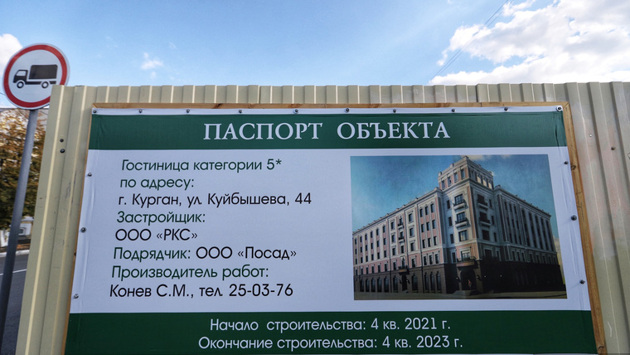 ПАСПОРТ ОБЪЕКТА
Гостиница категории 5*
по адресу:
г. Курган, ул. Куйбышева, 44
Застройщик:
ООО «РКС»
Подрядчик: ООО «Посад»
Производитель работ:
Конев С.М., тел. 25-03-76
Начало строительства: 4 кв. 2021 г.
Окончание строительства: 4 кв. 2023 г.